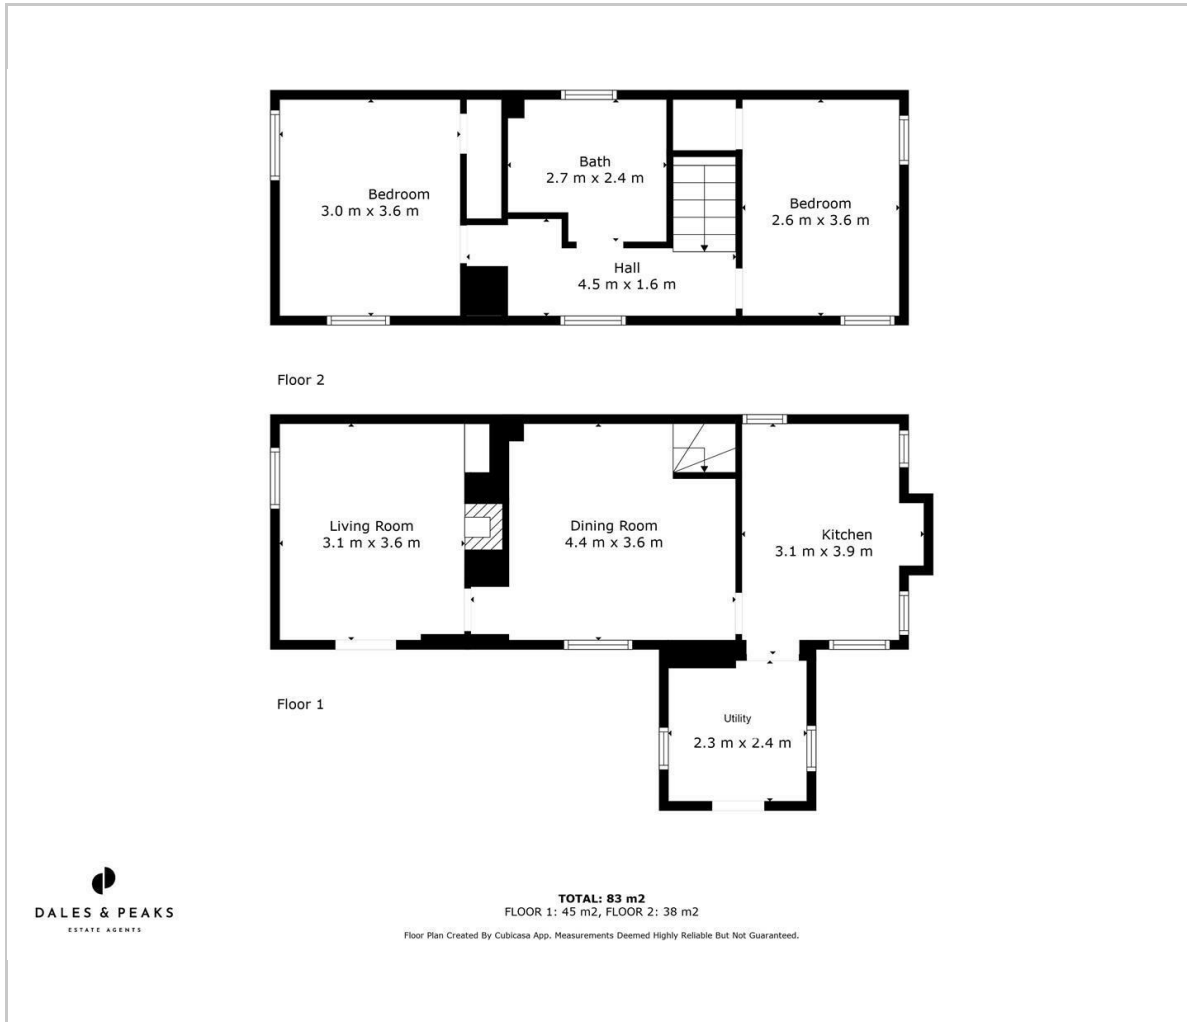 Bedroom
3.0 m x 3.6 m
Bath
2.7 m x 2.4 m
Bedroom
2.6 m x 3.6 m
Hall
4.5 m x 1.6 m
Floor 2
Living Room
3.1 m x 3.6 m
Dining Room
4.4 m x 3.6 m
Kitchen
3.1 m x 3.9 m
Floor 1
Utility
2.3 m x 2.4 m
DALES & PEAKS
ESTATE AGENTS
TOTAL: 83 m2
FLOOR 1: 45 m2, FLOOR 2: 38 m2
Floor Plan Created By Cubicasa App. Measurements Deemed Highly Reliable But Not Guaranteed.